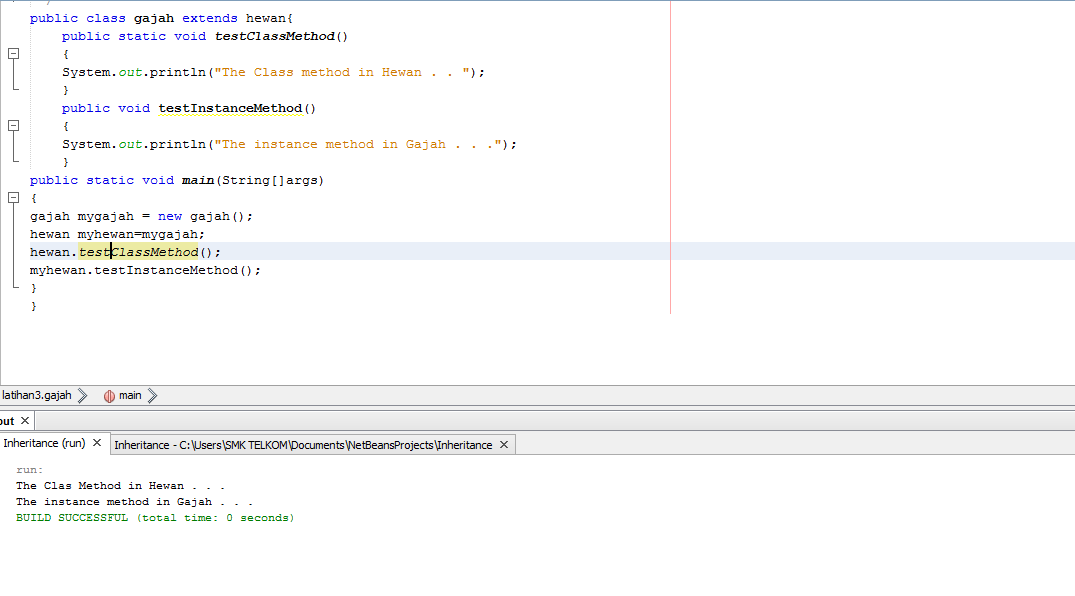 public class gajah extends hewan{
public static void testClassMethod()
{
System.out.println("The Class method in Hewan . . ");
}
public void testInstanceMethod()
{
System.out.println("The instance method in Gajah . . .");
}
public static void main(String[]args)
{
gajah mygajah = new gajah();
hewan myhewan=mygajah;
hewan.testClassMethod();
myhewan.testInstanceMethod();
}
}
latihan3.gajah main
out
Inheritance (run) Inheritance - C:\Users\SMK TELKOM\Documents\NetBeansProjects\Inheritance
run:
The Clas Method in Hewan . . .
The instance method in Gajah . . .
BUILD SUCCESSFUL (total time: 0 seconds)